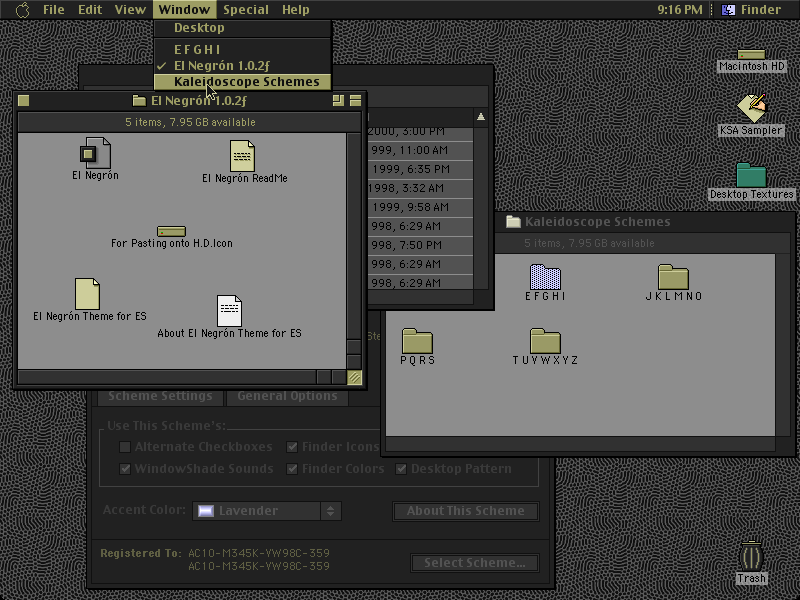 File Edit View Window Special Help 9:16 PM Finder
Desktop
E F G H I
✓ El Negrón 1.0.2ƒ
Kaleidoscope Schemes
El Negrón 1.0.2ƒ
5 items, 7.95 GB available
El Negrón
El Negrón ReadMe
For Pasting onto H.D.Icon
El Negrón Theme for ES
About El Negrón Theme for ES
2000, 3:00 PM
999, 11:00 AM
1999, 6:35 PM
1998, 3:32 AM
1999, 9:58 AM
998, 6:29 AM
998, 7:50 PM
998, 6:29 AM
998, 6:29 AM
Macintosh HD
KSA Sampler
Desktop Textures
Kaleidoscope Schemes
5 items, 7.95 GB available
E F G H I
J K L M N O
P Q R S
T U V W X Y Z
Scheme Settings
General Options
Use This Scheme's:
Alternate Checkboxes
Finder Icons
WindowShade Sounds
Finder Colors
Desktop Pattern
Accent Color:
Lavender
About This Scheme
Registered To: AC10-M345K-YW98C-359
AC10-M345K-YW98C-359
Select Scheme...
Trash